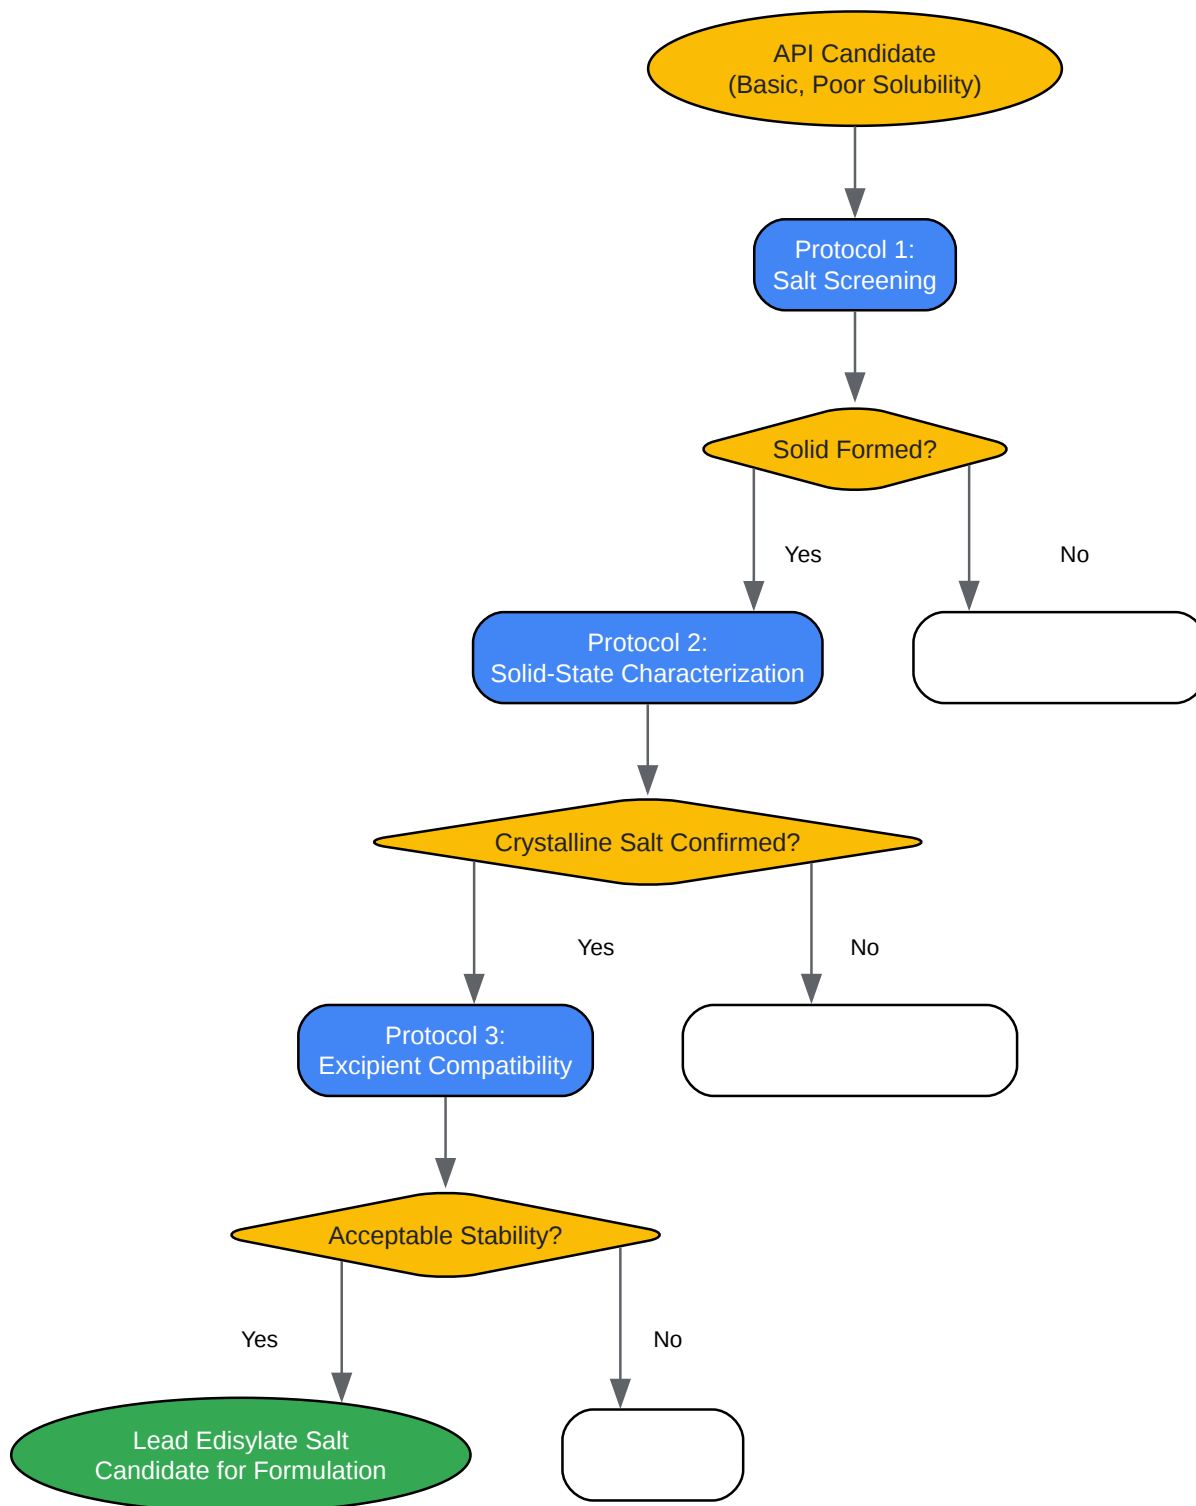 API Candidate
(Basic, Poor Solubility)
Protocol 1:
Salt Screening
Solid Formed?
Yes
No
Protocol 2:
Solid-State Characterization
Crystalline Salt Confirmed?
Yes
No
Protocol 3:
Excipient Compatibility
Acceptable Stability?
Yes
No
Lead Edisylate Salt
Candidate for Formulation